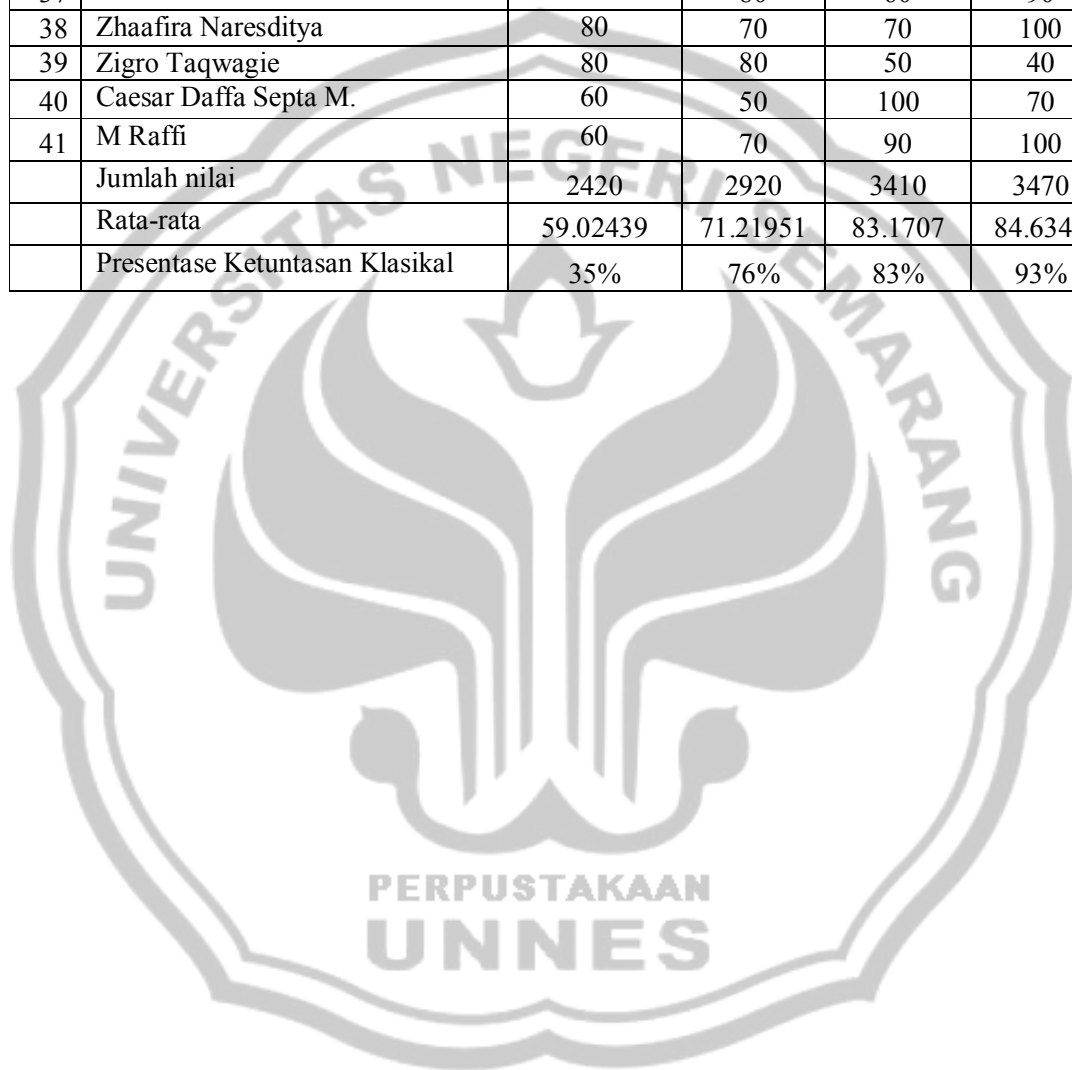 38 Zhaafira Naresditya 80 70 70 100
39 Zigro Taqwagie 80 80 50 40
40 Caesar Daffa Septa M. 60 50 100 70
41 M Raffi 60 70 90 100
Jumlah nilai 2420 2920 3410 3470
Rata-rata 59.02439 71.21951 83.1707 84.634
Presentase Ketuntasan Klasikal 35% 76% 83% 93%
UNIVERSITAS NEGERI SEMARANG
PERPUSTAKAAN
UNNES